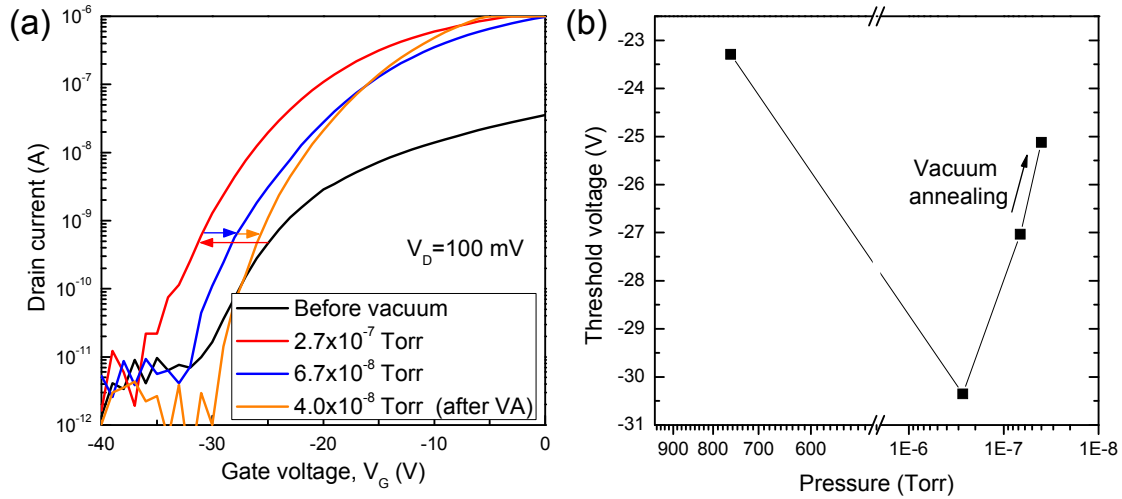 (a)
10^-6
10^-7
10^-8
10^-9
10^-10
10^-11
10^-12
Drain current (A)
V_D=100 mV
Before vacuum
2.7x10^-7 Torr
6.7x10^-8 Torr
4.0x10^-8 Torr (after VA)
-40 -30 -20 -10 0
Gate voltage, V_G (V)
(b)
-23
-24
-25
-26
-27
-28
-29
-30
-31
Threshold voltage (V)
Vacuum
annealing
900 800 700 600 1E-6 1E-7 1E-8
Pressure (Torr)